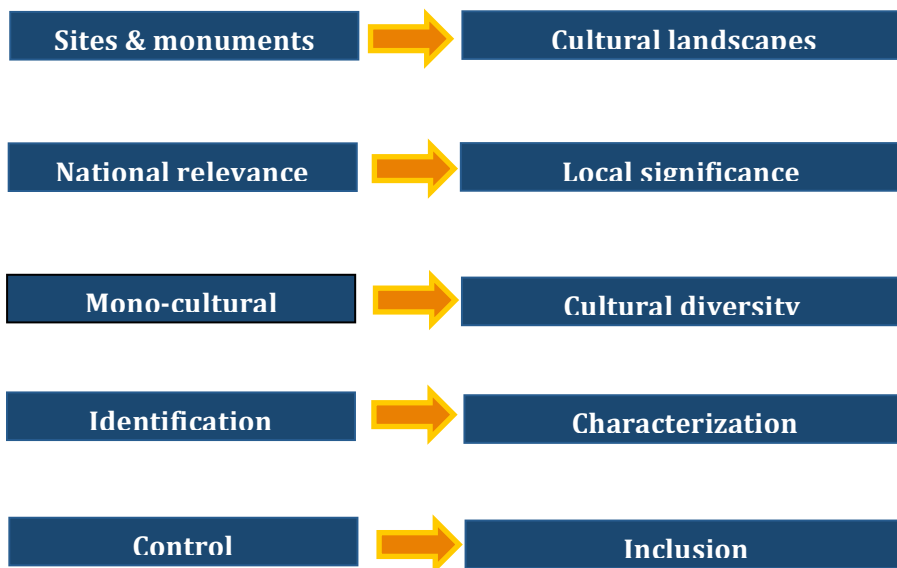 Sites & monuments
Cultural landscapes
National relevance
Local significance
Mono-cultural
Cultural diversity
Identification
Characterization
Control
Inclusion